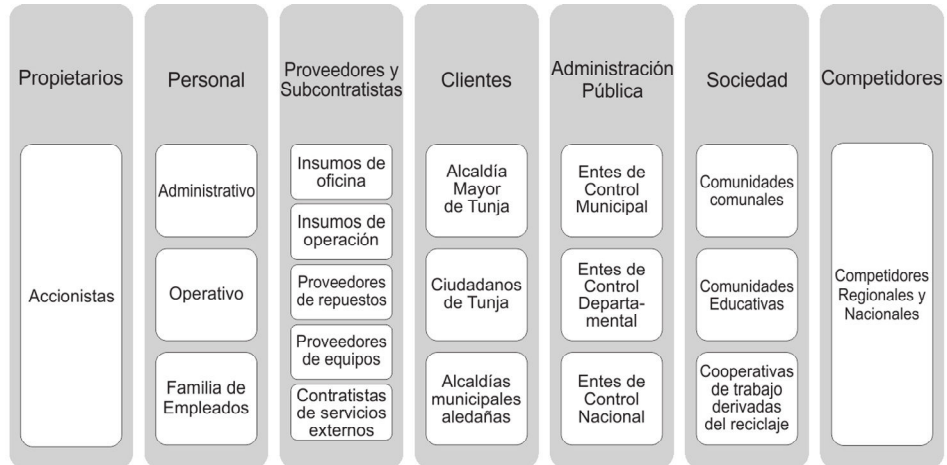 Propietarios
Accionistas
Personal
Administrativo
Operativo
Familia de
Empleados
Proveedores y
Subcontratistas
Insumos de
oficina
Insumos de
operación
Proveedores
de repuestos
Proveedores
de equipos
Contratistas
de servicios
externos
Clientes
Alcaldía
Mayor
de Tunja
Ciudadanos
de Tunja
Alcaldías
municipales
aledañas
Administración
Pública
Entes de
Control
Municipal
Entes de
Control
Departa-
mental
Entes de
Control
Nacional
Sociedad
Comunidades
comunales
Comunidades
Educativas
Cooperativas
de trabajo
derivadas
del reciclaje
Competidores
Competidores
Regionales y
Nacionales